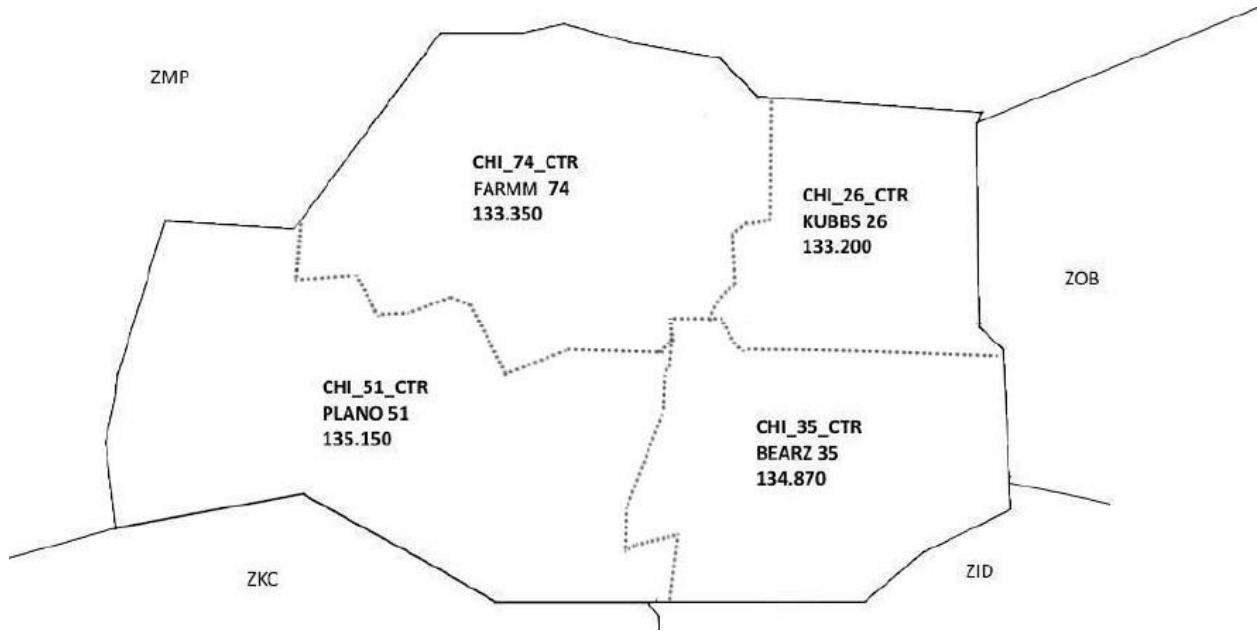 ZMP
CHI_74_CTR
FARMM 74
133.350
CHI_26_CTR
KUBBS 26
133.200
ZOB
CHI_51_CTR
PLANO 51
135.150
CHI_35_CTR
BEARZ 35
134.870
ZKC
ZID